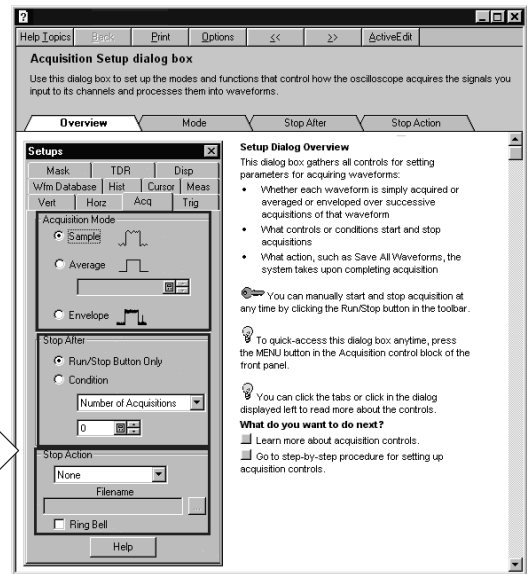 ?
Help Topics Back Print Options << >> ActiveEdit
Acquisition Setup dialog box
Use this dialog box to set up the modes and functions that control how the oscilloscope acquires the signals you
input to its channels and processes them into waveforms.
Overview Mode Stop After Stop Action
Setups
Mask TDR Disp
Wfm Database Hist Cursor Meas
Vert Horz Acq Trig
Acquisition Mode
Sample
Average
Envelope
Stop After
Run/Stop Button Only
Condition
Number of Acquisitions
0
Stop Action
None
Filename
...
Ring Bell
Help
Setup Dialog Overview
This dialog box gathers all controls for setting
parameters for acquiring waveforms:
• Whether each waveform is simply acquired or
averaged or enveloped over successive
acquisitions of that waveform
• What controls or conditions start and stop
acquisitions
• What action, such as Save All Waveforms, the
system takes upon completing acquisition
You can manually start and stop acquisition at
any time by clicking the Run/Stop button in the toolbar.
To quick-access this dialog box anytime, press
the MENU button in the Acquisition control block of the
front panel.
You can click the tabs or click in the dialog
displayed left to read more about the controls.
What do you want to do next?
Learn more about acquisition controls.
Go to step-by-step procedure for setting up
acquisition controls.